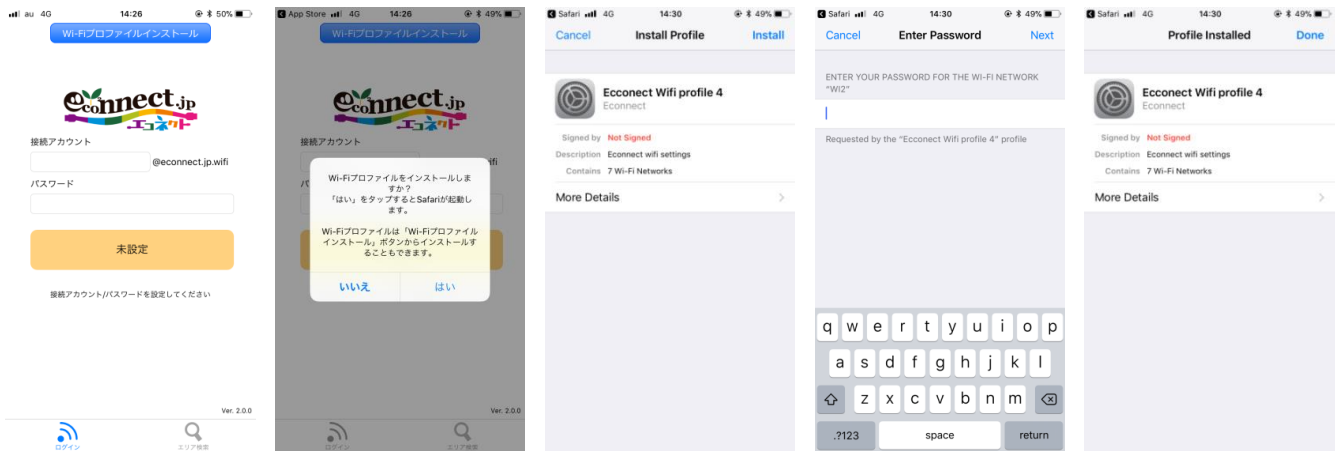 au 4G 14:26 50%
Wi-Fiプロファイルインストール
econnect.jp
エコネクト
接続アカウント
@econnect.jp.wifi
パスワード
未設定
接続アカウント/パスワードを設定してください
Ver. 2.0.0
ログイン エリア検索
App Store 4G 14:26 49%
Wi-Fiプロファイルインストール
econnect.jp
エコネクト
接続アカウント
ifi
パ
Wi-Fiプロファイルをインストールしま
すか？
「はい」をタップするとSafariが起動し
ます。
Wi-Fiプロファイルは「Wi-Fiプロファイル
インストール」ボタンからインストールす
ることもできます。
いいえ はい
Ver. 2.0.0
ログイン エリア検索
Safari 4G 14:30 49%
Cancel Install Profile Install
Ecconect Wifi profile 4
Econnect
Signed by Not Signed
Description Econnect wifi settings
Contains 7 Wi-Fi Networks
More Details
Safari 4G 14:30 49%
Cancel Enter Password Next
ENTER YOUR PASSWORD FOR THE WI-FI NETWORK
"WI2"
Requested by the "Ecconect Wifi profile 4" profile
q w e r t y u i o p
a s d f g h j k l
z x c v b n m
.?123 space return
Safari 4G 14:30 49%
Profile Installed Done
Ecconect Wifi profile 4
Econnect
Signed by Not Signed
Description Econnect wifi settings
Contains 7 Wi-Fi Networks
More Details